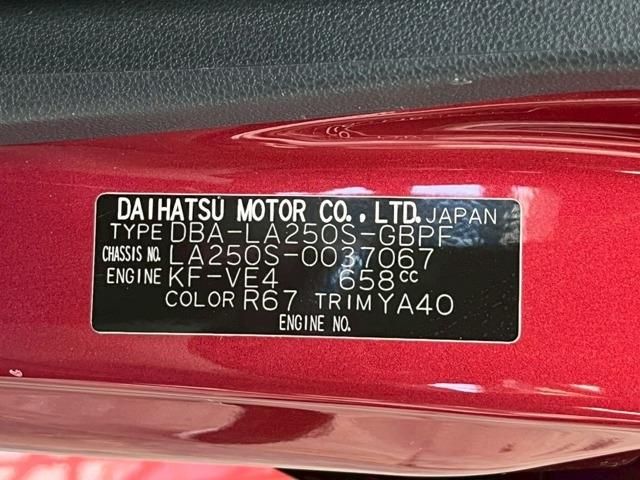 DAIHATSU MOTOR CO., LTD. JAPAN
TYPE DBA-LA250S-GBPF
CHASSIS NO. LA250S-0037067
ENGINE KF-VE4 658cc
COLOR R67 TRIM YA40
ENGINE NO.